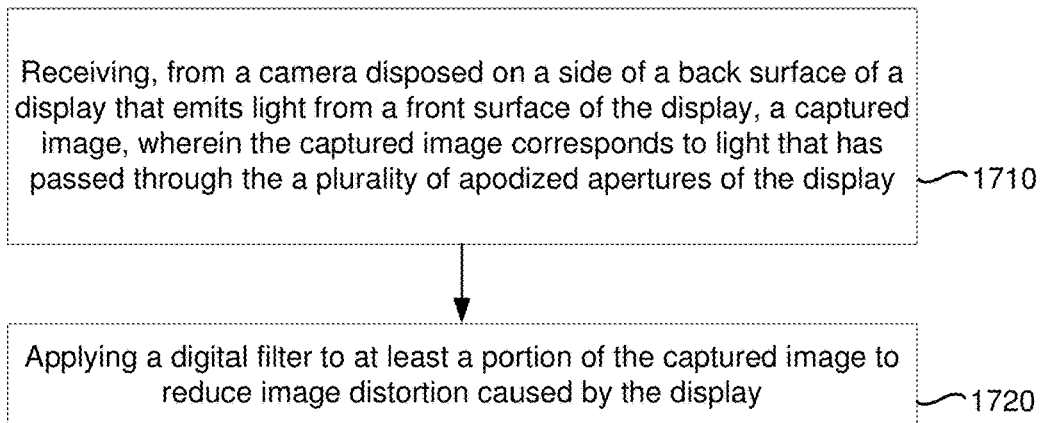 Receiving, from a camera disposed on a side of a back surface of a
display that emits light from a front surface of the display, a captured
image, wherein the captured image corresponds to light that has
passed through the a plurality of apodized apertures of the display
1710
Applying a digital filter to at least a portion of the captured image to
reduce image distortion caused by the display
1720